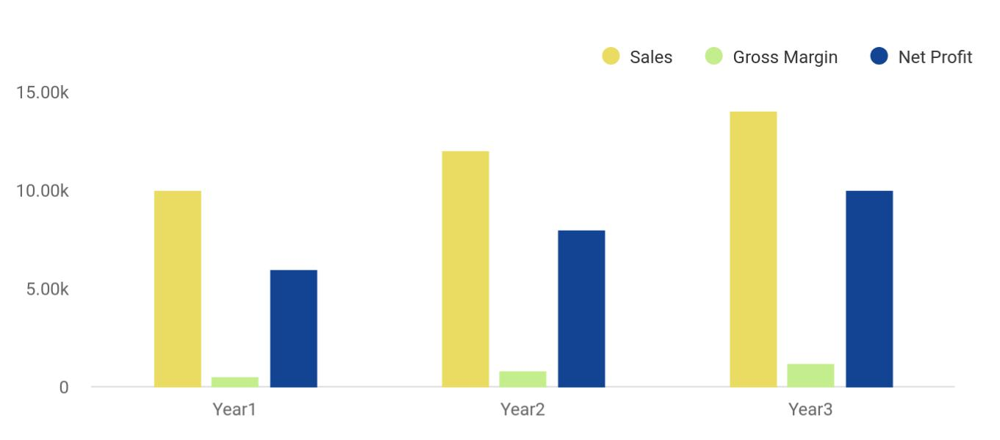 Sales Gross Margin Net Profit
15.00k
10.00k
5.00k
0
Year1 Year2 Year3